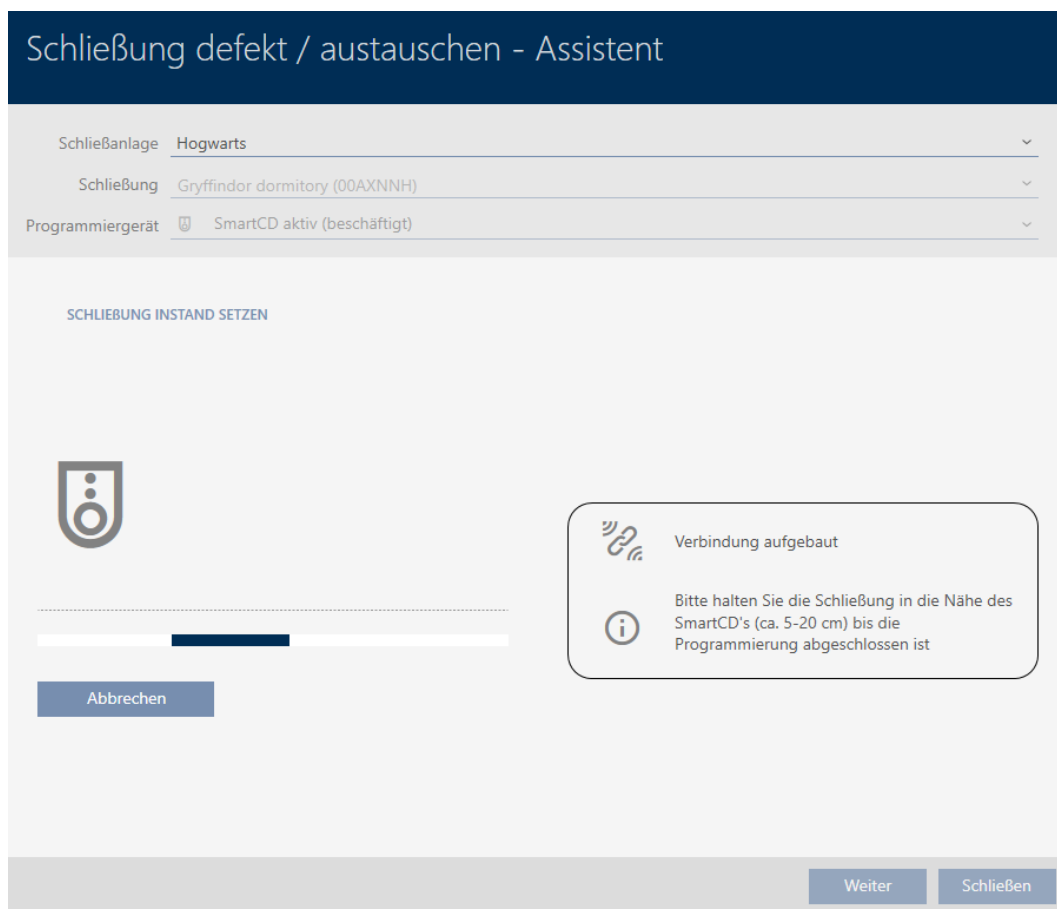 Schließung defekt / austauschen - Assistent
Schließanlage Hogwarts
Schließung Gryffindor dormitory (00AXNNH)
Programmiergerät SmartCD aktiv (beschäftigt)
SCHLIEßUNG INSTAND SETZEN
Verbindung aufgebaut
Bitte halten Sie die Schließung in die Nähe des
SmartCD's (ca. 5-20 cm) bis die
Programmierung abgeschlossen ist
Abbrechen
Weiter Schließen